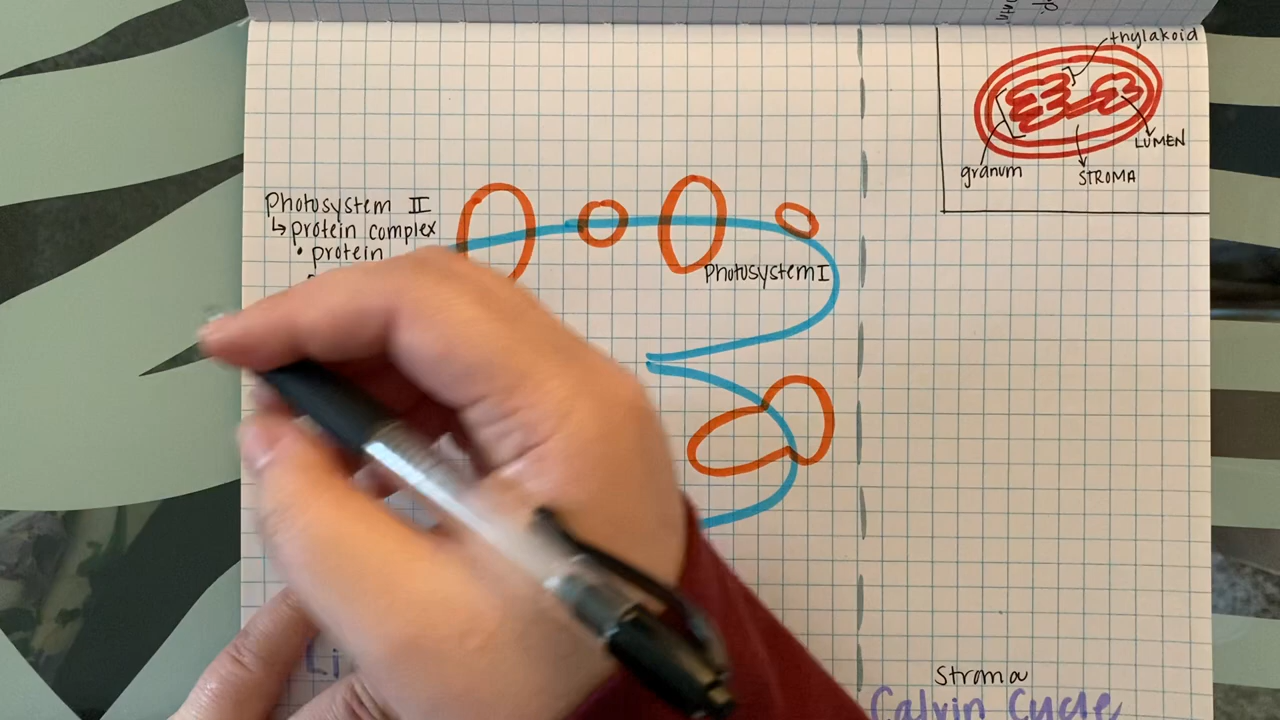 thylakoid
LUMEN
granum
STROMA
Photosystem II
↳ protein complex
• protein
Photosystem I
Stroma
Calvin Cycle